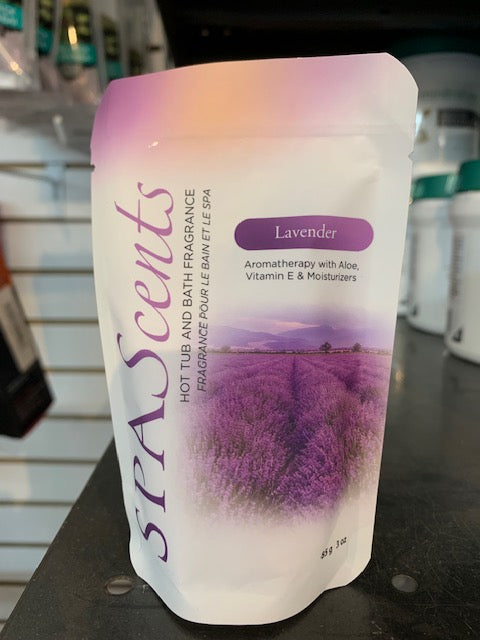 SPAScents
HOT TUB AND BATH FRAGRANCE
FRAGRANCE POUR LE BAIN ET LE SPA
Lavender
Aromatherapy with Aloe,
Vitamin E & Moisturizers
85 g 3 oz